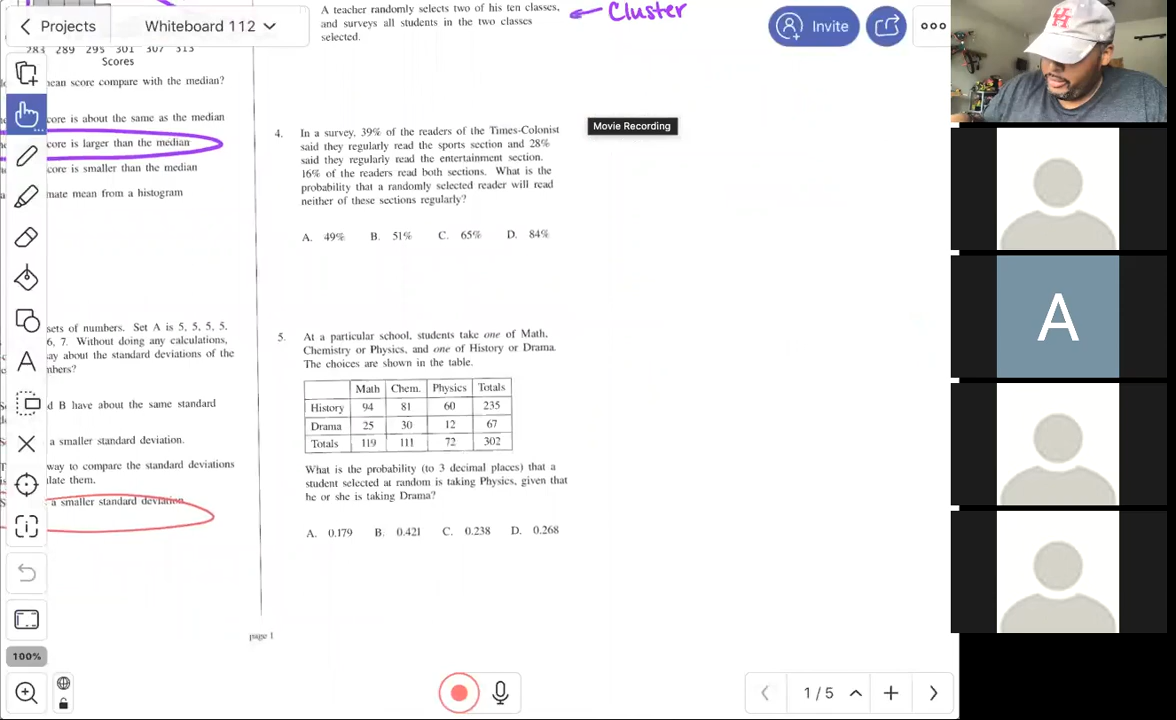 Projects
Whiteboard 112
283 289 295 301 307 313
Scores
ean score compare with the median?
core is about the same as the median
core is larger than the median
core is smaller than the median
mate mean from a histogram
sets of numbers. Set A is 5, 5, 5, 5,
6, 7. Without doing any calculations,
ay about the standard deviations of the
nbers?
d B have about the same standard
a smaller standard deviation.
way to compare the standard deviations
late them.
a smaller standard deviation
A teacher randomly selects two of his ten classes,
and surveys all students in the two classes
selected.
← Cluster
4. In a survey, 39% of the readers of the Times-Colonist
said they regularly read the sports section and 28%
said they regularly read the entertainment section.
16% of the readers read both sections. What is the
probability that a randomly selected reader will read
neither of these sections regularly?
A. 49% B. 51% C. 65% D. 84%
5. At a particular school, students take one of Math,
Chemistry or Physics, and one of History or Drama.
The choices are shown in the table.
Math Chem. Physics Totals
History 94 81 60 235
Drama 25 30 12 67
Totals 119 111 72 302
What is the probability (to 3 decimal places) that a
student selected at random is taking Physics, given that
he or she is taking Drama?
A. 0.179 B. 0.421 C. 0.238 D. 0.268
page 1
Movie Recording
Invite
A
100%
1 / 5